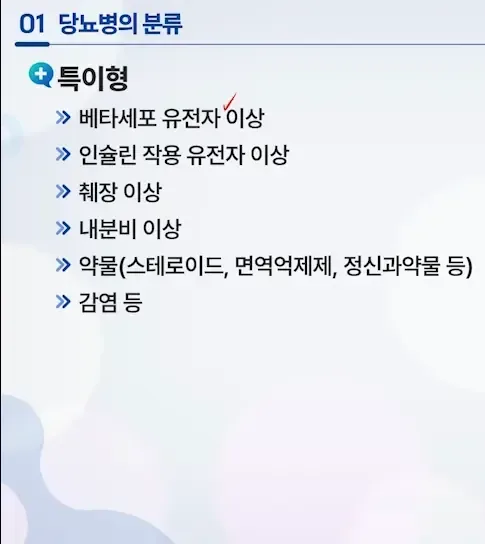 01 당뇨병의 분류
특이형
베타세포 유전자 이상
인슐린 작용 유전자 이상
췌장 이상
내분비 이상
약물(스테로이드, 면역억제제, 정신과약물 등)
감염 등